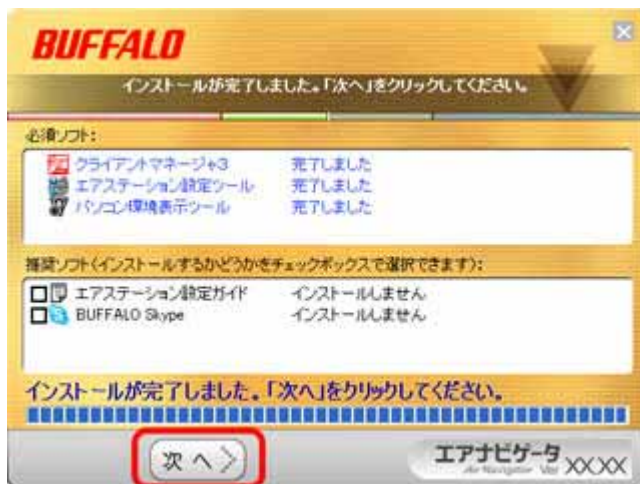 BUFFALO
インストールが完了しました。「次へ」をクリックしてください。
必須ソフト:
クライアントマネージャ3 完了しました
エアステーション設定ツール 完了しました
パソコン環境表示ツール 完了しました
推奨ソフト(インストールするかどうかをチェックボックスで選択できます):
エアステーション設定ガイド インストールしません
BUFFALO Skype インストールしません
インストールが完了しました。「次へ」をクリックしてください。
次へ
エアナビゲータ
Air Navigator Ver XX.XX